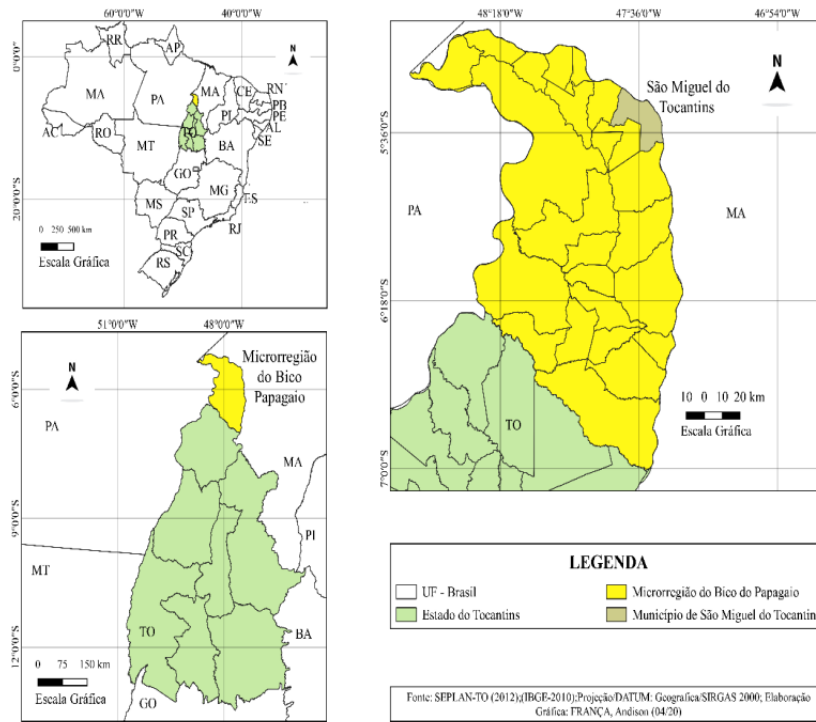 60°0'0"W
40°0'0"W
0°0'0"
20°0'0"S
N
RR
AP
MA
PA
MA
CE
RN
PB
PE
AL
SE
PI
AC
RO
TO
MT
BA
GO
MG
ES
MS
SP
RJ
PR
SC
RS
0 250 500 km
Escala Gráfica
48°18'0"W
47°36'0"W
46°54'0"W
5°36'0"S
6°18'0"S
7°0'0"S
São Miguel do
Tocantins
N
PA
MA
TO
10 0 10 20 km
Escala Gráfica
51°0'0"W
48°0'0"W
6°0'0"S
9°0'0"S
12°0'0"S
Microrregião
do Bico
Papagaio
N
PA
MA
PI
MT
TO
BA
GO
0 75 150 km
Escala Gráfica
LEGENDA
UF - Brasil
Microrregião do Bico do Papagaio
Estado do Tocantins
Município de São Miguel do Tocantin
Fonte: SEPLAN-TO (2012);(IBGE-2010);Projeção/DATUM: Geografica/SIRGAS 2000; Elaboração
Gráfica: FRANÇA, Andison (04/20)